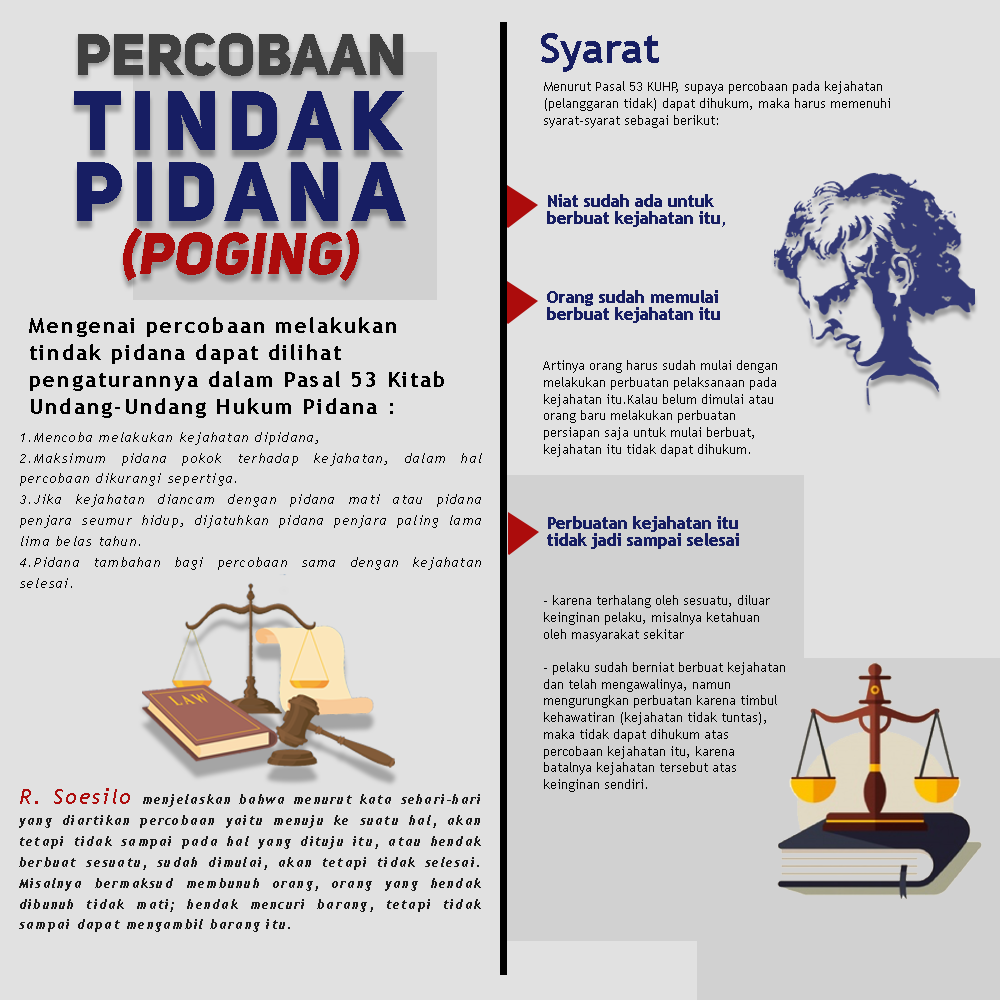 PERCOBAAN
TINDAK
PIDANA
(POGING)
Mengenai percobaan melakukan
tindak pidana dapat dilihat
pengaturannya dalam Pasal 53 Kitab
Undang-Undang Hukum Pidana :
1.Mencoba melakukan kejahatan dipidana,
2.Maksimum pidana pokok terhadap kejahatan, dalam hal
percobaan dikurangi sepertiga.
3.Jika kejahatan diancam dengan pidana mati atau pidana
penjara seumur hidup, dijatuhkan pidana penjara paling lama
lima belas tahun.
4.Pidana tambahan bagi percobaan sama dengan kejahatan
selesai.
LAW
R. Soesilo menjelaskan bahwa menurut kata sehari-hari
yang diartikan percobaan yaitu menuju ke suatu hal, akan
tetapi tidak sampai pada hal yang dituju itu, atau hendak
berbuat sesuatu, sudah dimulai, akan tetapi tidak selesai.
Misalnya bermaksud membunuh orang, orang yang hendak
dibunuh tidak mati; hendak mencuri barang, tetapi tidak
sampai dapat mengambil barang itu.
Syarat
Menurut Pasal 53 KUHP, supaya percobaan pada kejahatan
(pelanggaran tidak) dapat dihukum, maka harus memenuhi
syarat-syarat sebagai berikut:
Niat sudah ada untuk
berbuat kejahatan itu,
Orang sudah memulai
berbuat kejahatan itu
Artinya orang harus sudah mulai dengan
melakukan perbuatan pelaksanaan pada
kejahatan itu.Kalau belum dimulai atau
orang baru melakukan perbuatan
persiapan saja untuk mulai berbuat,
kejahatan itu tidak dapat dihukum.
Perbuatan kejahatan itu
tidak jadi sampai selesai
- karena terhalang oleh sesuatu, diluar
keinginan pelaku, misalnya ketahuan
oleh masyarakat sekitar
- pelaku sudah berniat berbuat kejahatan
dan telah mengawalinya, namun
mengurungkan perbuatan karena timbul
kehawatiran (kejahatan tidak tuntas),
maka tidak dapat dihukum atas
percobaan kejahatan itu, karena
batalnya kejahatan tersebut atas
keinginan sendiri.